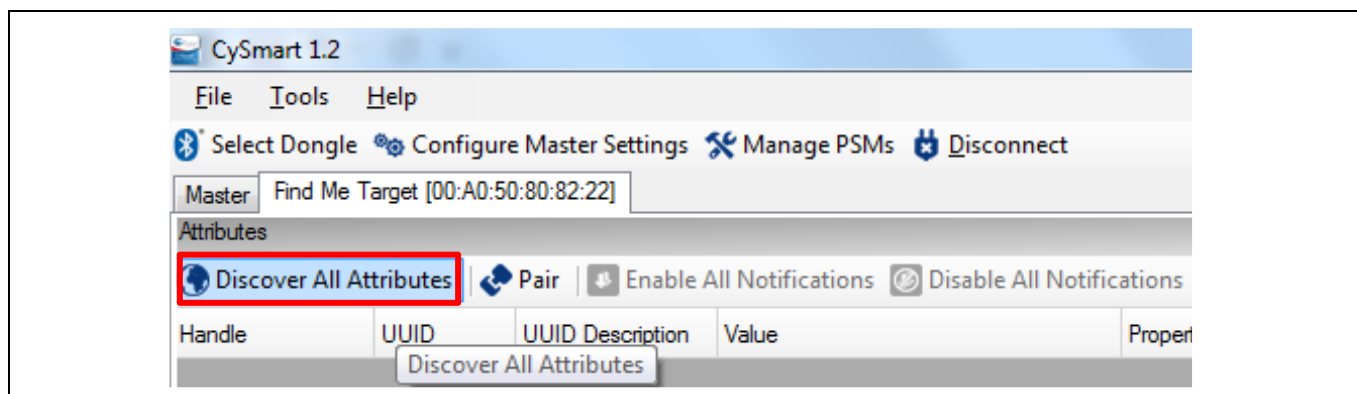 CySmart 1.2
File Tools Help
Select Dongle Configure Master Settings Manage PSMs Disconnect
Master Find Me Target [00:A0:50:80:82:22]
Attributes
Discover All Attributes Pair Enable All Notifications Disable All Notifications
Handle UUID UUID Description Value Proper
Discover All Attributes